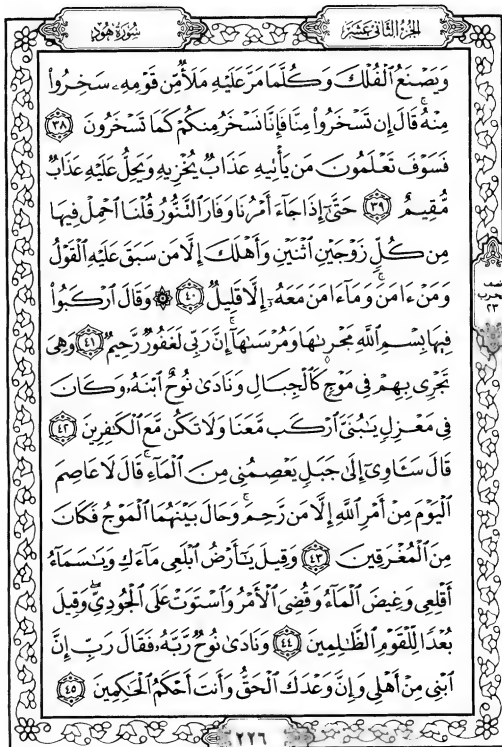 الجزء الثاني عشر
سورة هود
وَيَصْنَعُ ٱلْفُلْكَ وَكُلَّمَا مَرَّ عَلَيْهِ مَلَأٌ مِّن قَوْمِهِۦ سَخِرُوا۟
مِنْهُ ۚ قَالَ إِن تَسْخَرُوا۟ مِنَّا فَإِنَّا نَسْخَرُ مِنكُمْ كَمَا تَسْخَرُونَ ٣٨
فَسَوْفَ تَعْلَمُونَ مَن يَأْتِيهِ عَذَابٌ يُخْزِيهِ وَيَحِلُّ عَلَيْهِ عَذَابٌ
مُّقِيمٌ ٣٩ حَتَّىٰٓ إِذَا جَآءَ أَمْرُنَا وَفَارَ ٱلتَّنُّورُ قُلْنَا ٱحْمِلْ فِيهَا
مِن كُلٍّ زَوْجَيْنِ ٱثْنَيْنِ وَأَهْلَكَ إِلَّا مَن سَبَقَ عَلَيْهِ ٱلْقَوْلُ
وَمَنْ ءَامَنَ ۚ وَمَآ ءَامَنَ مَعَهُۥٓ إِلَّا قَلِيلٌ ٤٠ ۞ وَقَالَ ٱرْكَبُوا۟
فِيهَا بِسْمِ ٱللَّهِ مَجْر۪ىٰهَا وَمُرْسَىٰهَآ ۚ إِنَّ رَبِّى لَغَفُورٌ رَّحِيمٌ ٤١ وَهِىَ
تَجْرِى بِهِمْ فِى مَوْجٍ كَٱلْجِبَالِ وَنَادَىٰ نُوحٌ ٱبْنَهُۥ وَكَانَ
فِى مَعْزِلٍ يَـٰبُنَىَّ ٱرْكَب مَّعَنَا وَلَا تَكُن مَّعَ ٱلْكَـٰفِرِينَ ٤٢
قَالَ سَـَٔاوِىٓ إِلَىٰ جَبَلٍ يَعْصِمُنِى مِنَ ٱلْمَآءِ ۚ قَالَ لَا عَاصِمَ
ٱلْيَوْمَ مِنْ أَمْرِ ٱللَّهِ إِلَّا مَن رَّحِمَ ۚ وَحَالَ بَيْنَهُمَا ٱلْمَوْجُ فَكَانَ
مِنَ ٱلْمُغْرَقِينَ ٤٣ وَقِيلَ يَـٰٓأَرْضُ ٱبْلَعِى مَآءَكِ وَيَـٰسَمَآءُ
أَقْلِعِى وَغِيضَ ٱلْمَآءُ وَقُضِىَ ٱلْأَمْرُ وَٱسْتَوَتْ عَلَى ٱلْجُودِىِّ ۖ وَقِيلَ
بُعْدًا لِّلْقَوْمِ ٱلظَّـٰلِمِينَ ٤٤ وَنَادَىٰ نُوحٌ رَّبَّهُۥ فَقَالَ رَبِّ إِنَّ
ٱبْنِى مِنْ أَهْلِى وَإِنَّ وَعْدَكَ ٱلْحَقُّ وَأَنتَ أَحْكَمُ ٱلْحَـٰكِمِينَ ٤٥
نصف
حزب
٢٣
٢٢٦